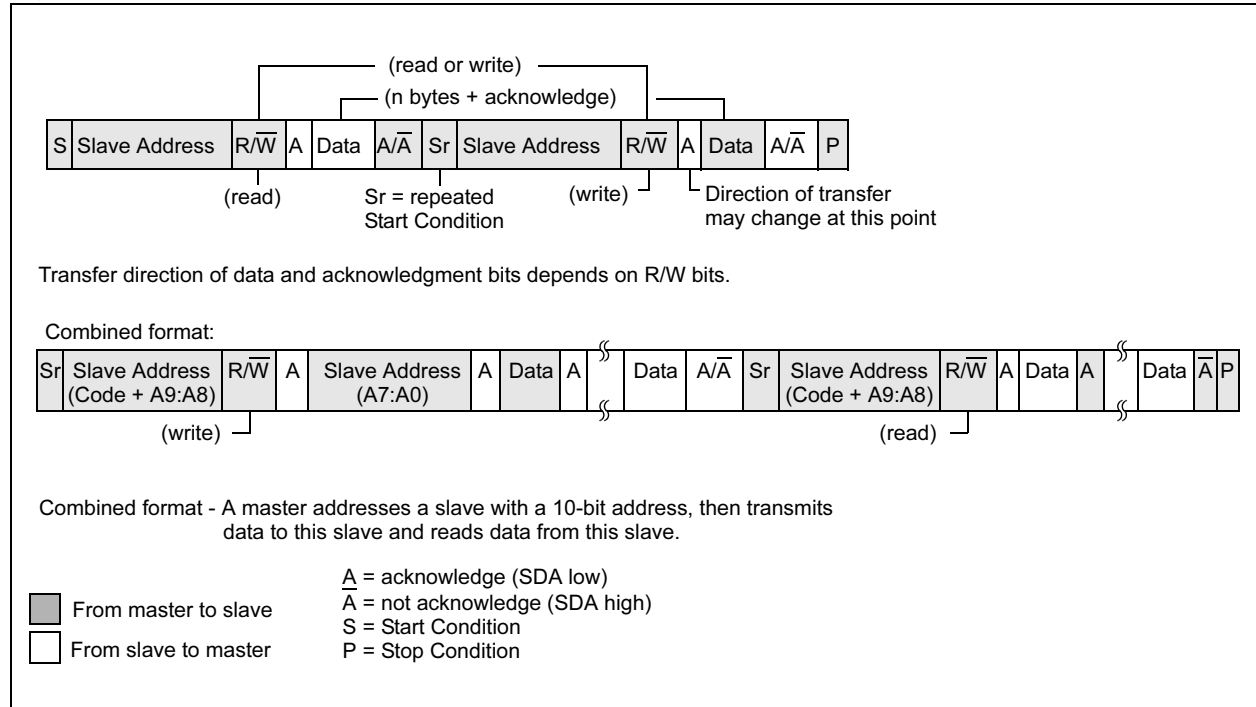 (read or write)
(n bytes + acknowledge)
S Slave Address R/W̅ A Data A/A̅ Sr Slave Address R/W̅ A Data A/A̅ P
(read) Sr = repeated (write) Direction of transfer
Start Condition may change at this point
Transfer direction of data and acknowledgment bits depends on R/W bits.
Combined format:
Sr Slave Address R/W̅ A Slave Address A Data A Data A/A̅ Sr Slave Address R/W̅ A Data A Data A̅ P
(Code + A9:A8) (A7:A0) (Code + A9:A8)
(write) (read)
Combined format - A master addresses a slave with a 10-bit address, then transmits
data to this slave and reads data from this slave.
A = acknowledge (SDA low)
A̅ = not acknowledge (SDA high)
S = Start Condition
P = Stop Condition
From master to slave
From slave to master